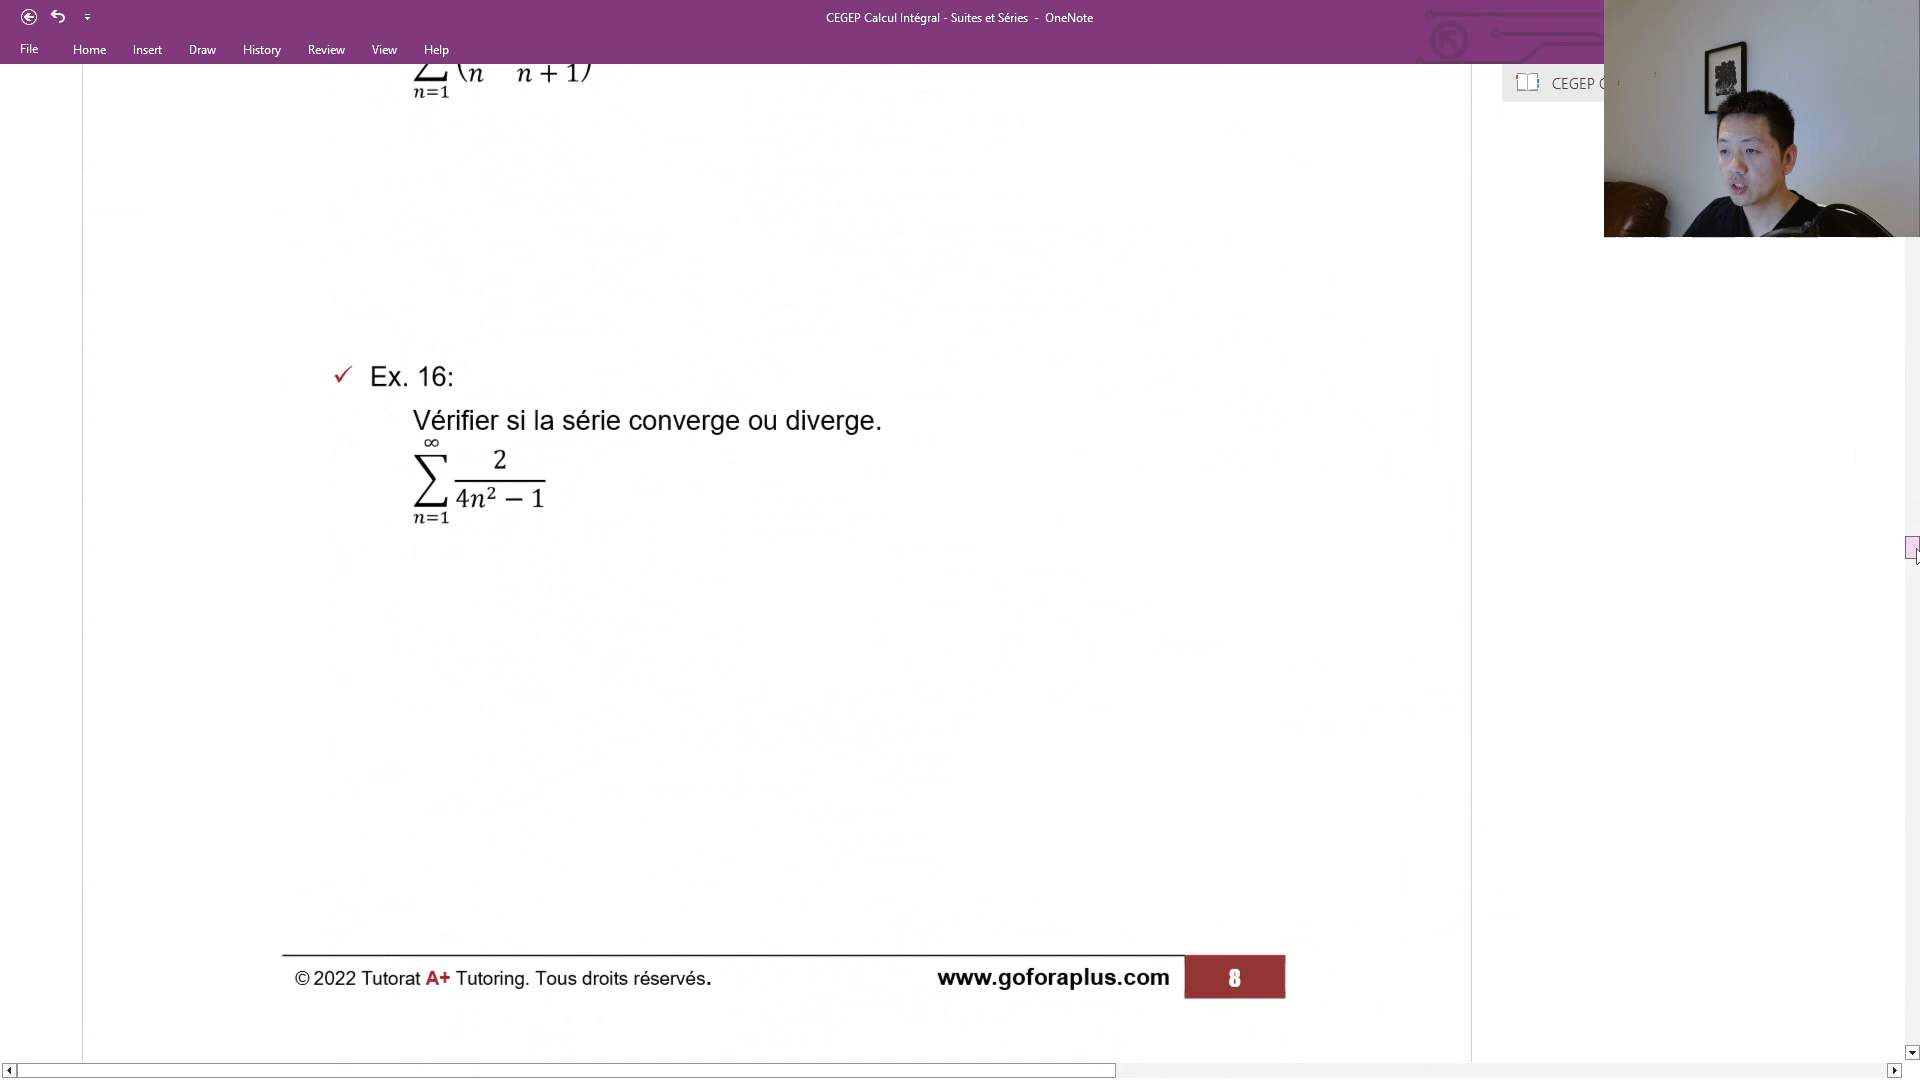 CEGEP Calcul Intégral - Suites et Séries - OneNote
File Home Insert Draw History Review View Help
CEGEP
∑ (n n + 1)
n=1
✓ Ex. 16:
Vérifier si la série converge ou diverge.
∞
∑ 2 / (4n² − 1)
n=1
© 2022 Tutorat A+ Tutoring. Tous droits réservés.
www.goforaplus.com
8